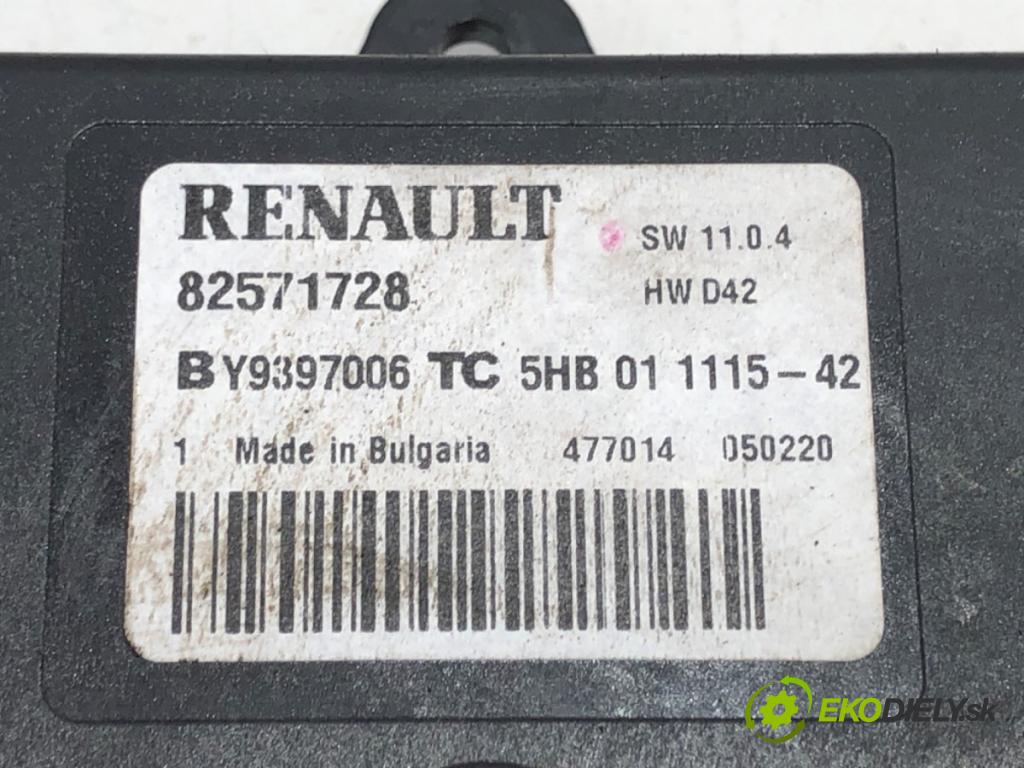 RENAULT SW 11.0.4
82571728 HW D42
B Y9397006 TC 5HB 01 1115-42
1 Made in Bulgaria 477014 050220
EKODIELY.sk